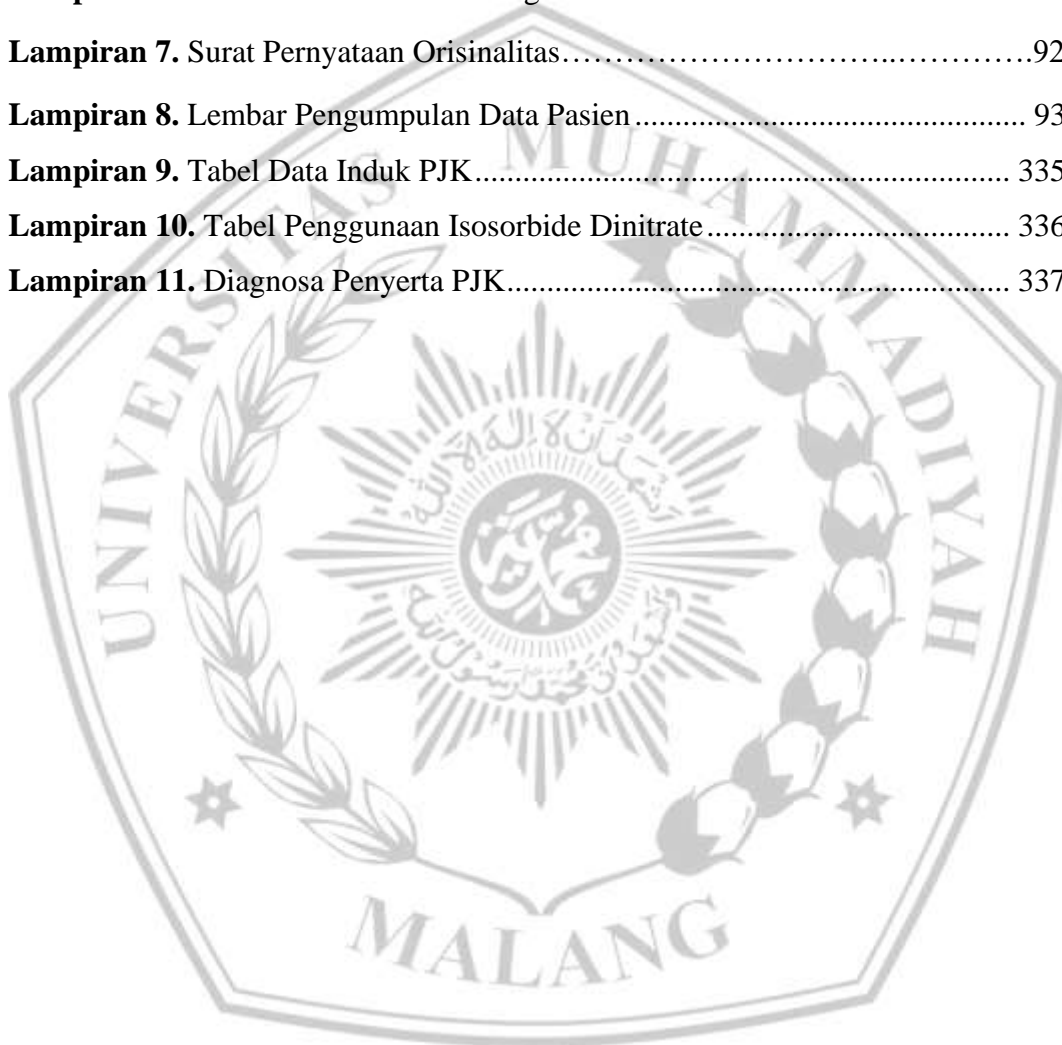 Lampiran 7. Surat Pernyataan Orisinalitas…………………………..………….92
Lampiran 8. Lembar Pengumpulan Data Pasien ................................................ 93
Lampiran 9. Tabel Data Induk PJK.................................................................. 335
Lampiran 10. Tabel Penggunaan Isosorbide Dinitrate..................................... 336
Lampiran 11. Diagnosa Penyerta PJK.............................................................. 337
UNIVERSITAS MUHAMMADIYAH
MALANG